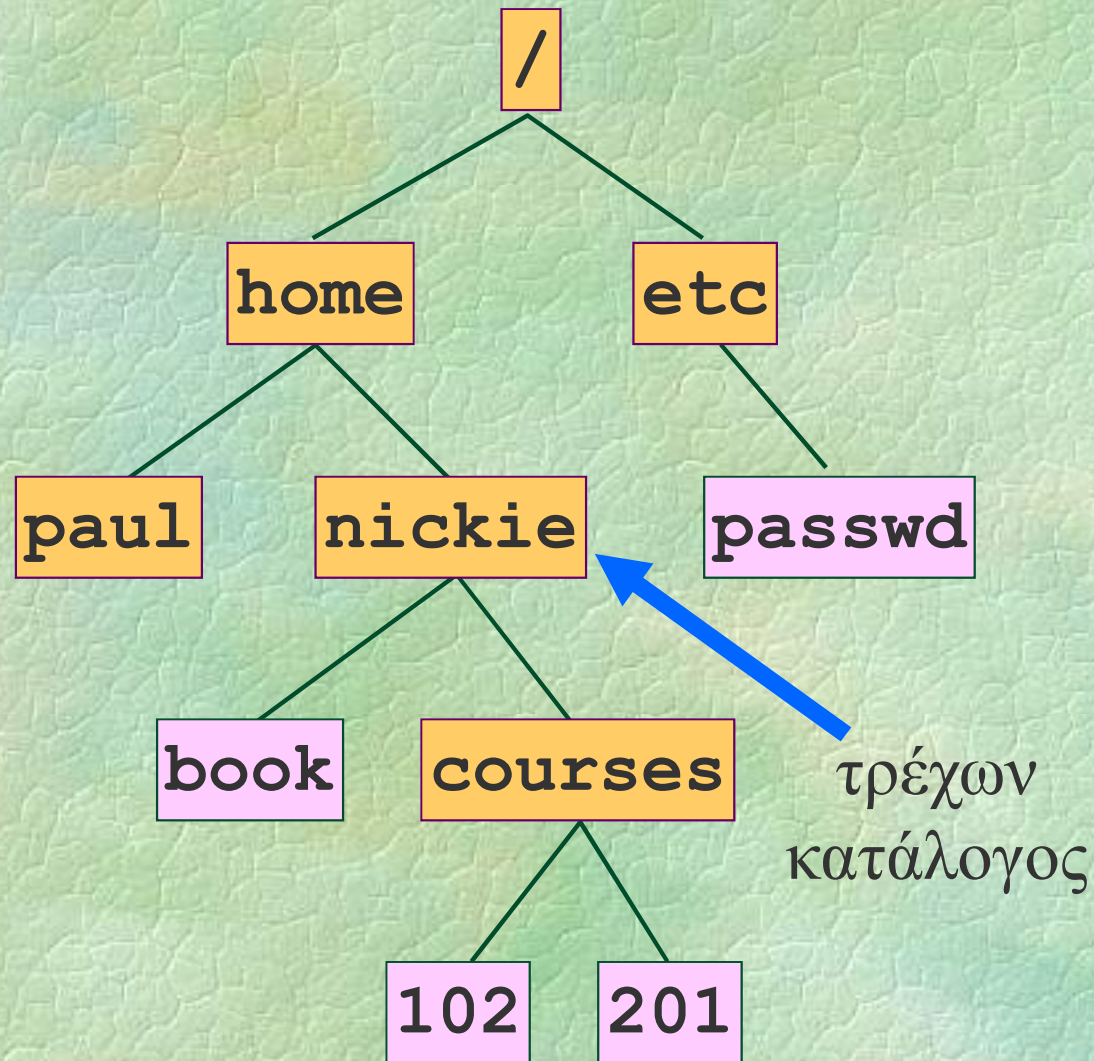 /
home
etc
paul
nickie
passwd
book
courses
τρέχων
κατάλογος
102
201